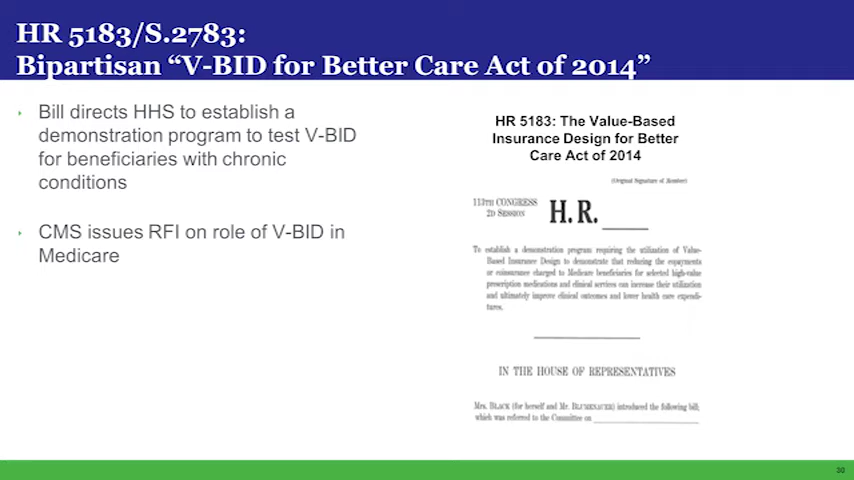 HR 5183/S.2783:
Bipartisan “V-BID for Better Care Act of 2014”
Bill directs HHS to establish a
demonstration program to test V-BID
for beneficiaries with chronic
conditions
CMS issues RFI on role of V-BID in
Medicare
HR 5183: The Value-Based
Insurance Design for Better
Care Act of 2014
(Original Signature of Member)
113TH CONGRESS
2D SESSION
H.R.
To establish a demonstration program requiring the utilization of Value-
Based Insurance Design to demonstrate that reducing the copayments
or coinsurance charged to Medicare beneficiaries for selected high-value
prescription medications and clinical services can increase their utilization
and ultimately improve clinical outcomes and lower health care expendi-
tures.
IN THE HOUSE OF REPRESENTATIVES
Mrs. BLACK (for herself and Mr. BLUMENAUER) introduced the following bill;
which was referred to the Committee on
30